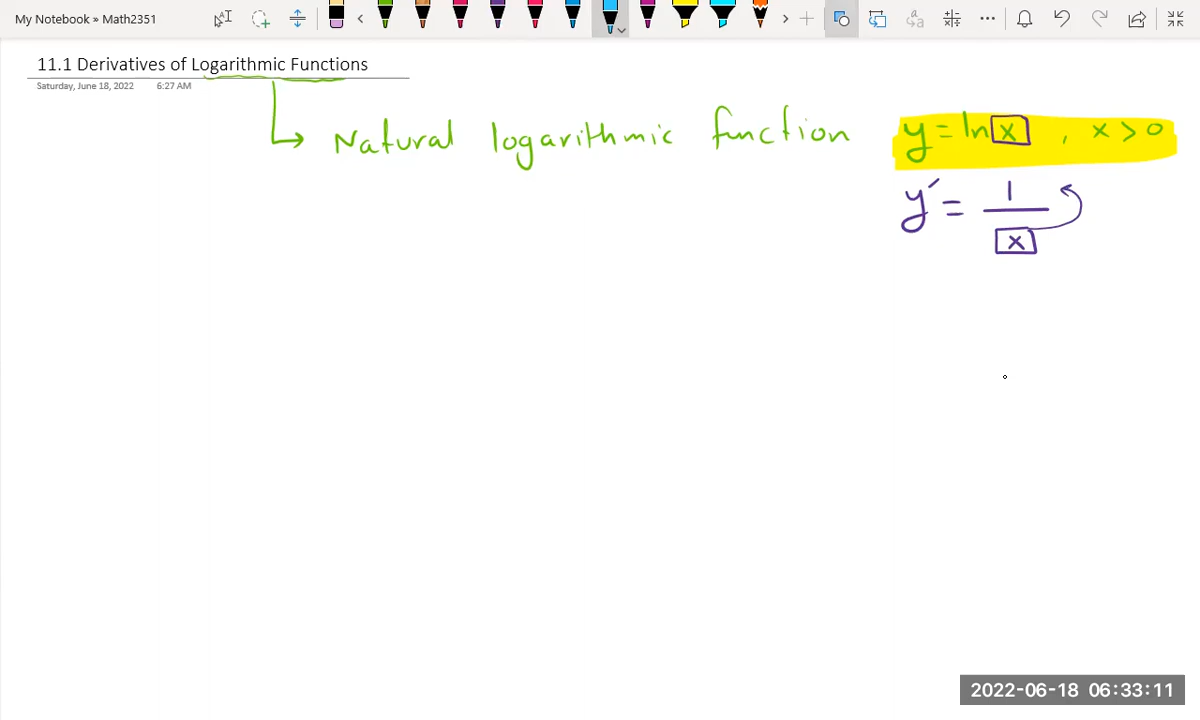 My Notebook » Math2351
11.1 Derivatives of Logarithmic Functions
Saturday, June 18, 2022 6:27 AM
Natural logarithmic function y = ln x , x > 0
y' = 1/x
2022-06-18 06:33:11